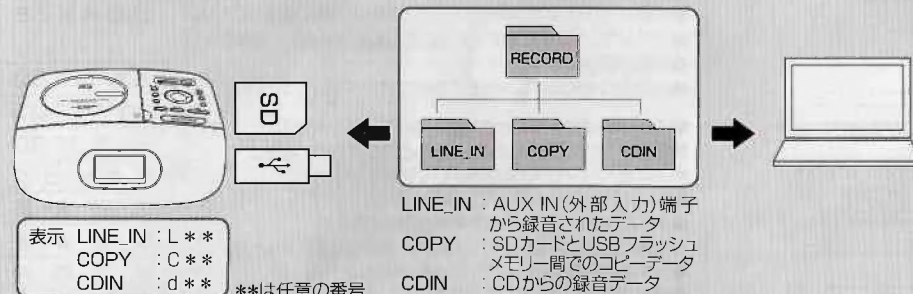 RECORD
SD
LINE_IN
COPY
CDIN
LINE_IN : AUX IN(外部入力)端子
から録音されたデータ
COPY : SDカードとUSBフラッシュ
メモリー間でのコピーデータ
CDIN : CDからの録音データ
表示 LINE_IN : L**
COPY : C**
CDIN : d**
**は任意の番号